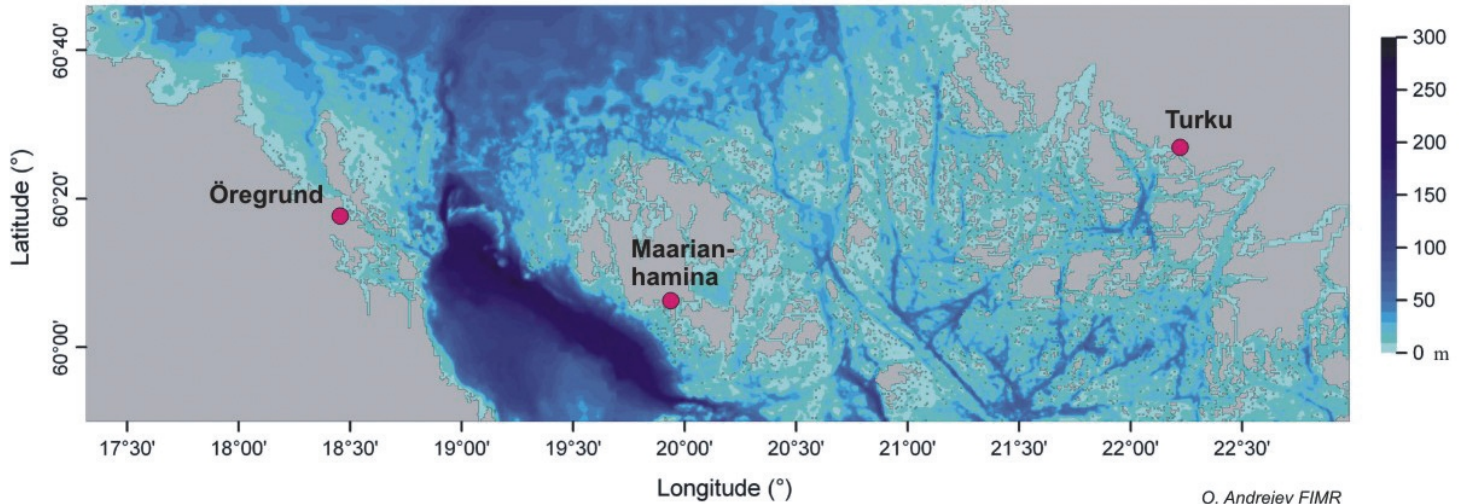 300
250
200
150
100
50
0 m
60°40'
60°20'
60°00'
Latitude (°)
Öregrund
Maarian-
hamina
Turku
17°30' 18°00' 18°30' 19°00' 19°30' 20°00' 20°30' 21°00' 21°30' 22°00' 22°30'
Longitude (°)
O. Andrejev FIMR